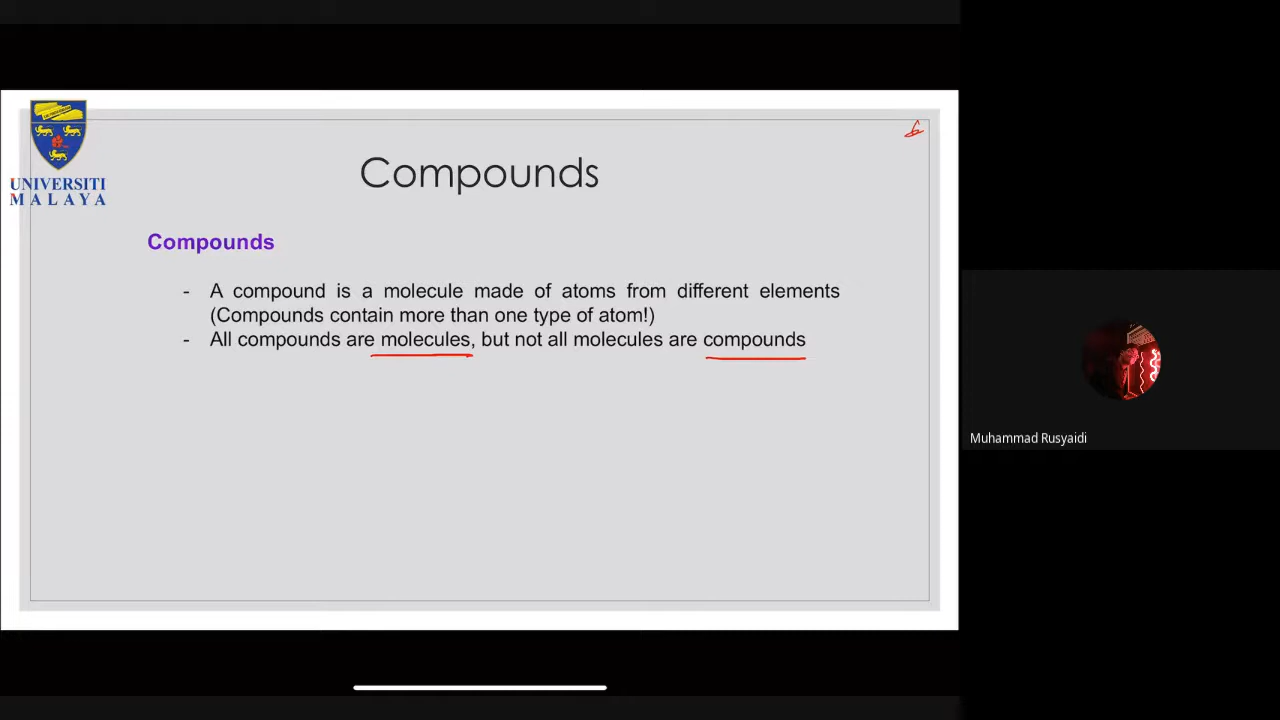 UNIVERSITI
MALAYA
Compounds
Compounds
- A compound is a molecule made of atoms from different elements
(Compounds contain more than one type of atom!)
- All compounds are molecules, but not all molecules are compounds
Muhammad Rusyaidi